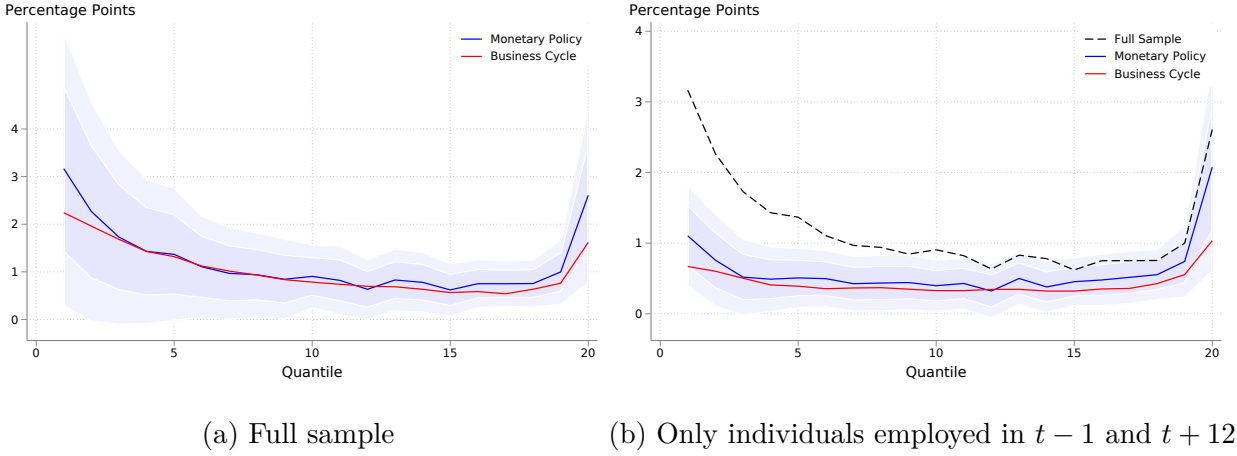 Percentage Points
Monetary Policy
Business Cycle
4
3
2
1
0
0 5 10 15 20
Quantile
(a) Full sample
Percentage Points
4
Full Sample
Monetary Policy
Business Cycle
3
2
1
0
0 5 10 15 20
Quantile
(b) Only individuals employed in t − 1 and t + 12